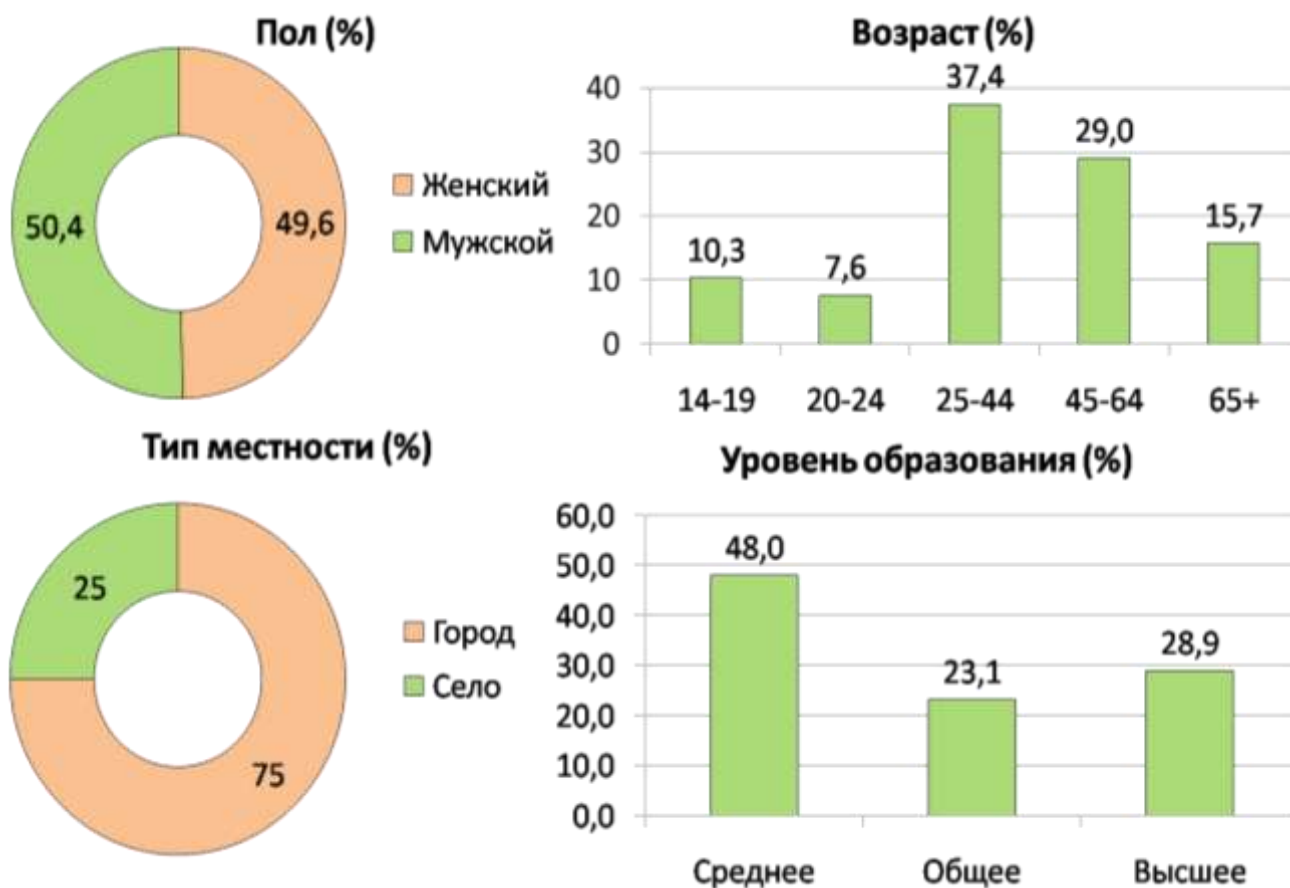 Пол (%)
50,4
49,6
Женский
Мужской
Возраст (%)
40
30
20
10
0
10,3
7,6
37,4
29,0
15,7
14-19
20-24
25-44
45-64
65+
Тип местности (%)
25
75
Город
Село
Уровень образования (%)
60,0
50,0
40,0
30,0
20,0
10,0
0,0
48,0
23,1
28,9
Среднее
Общее
Высшее